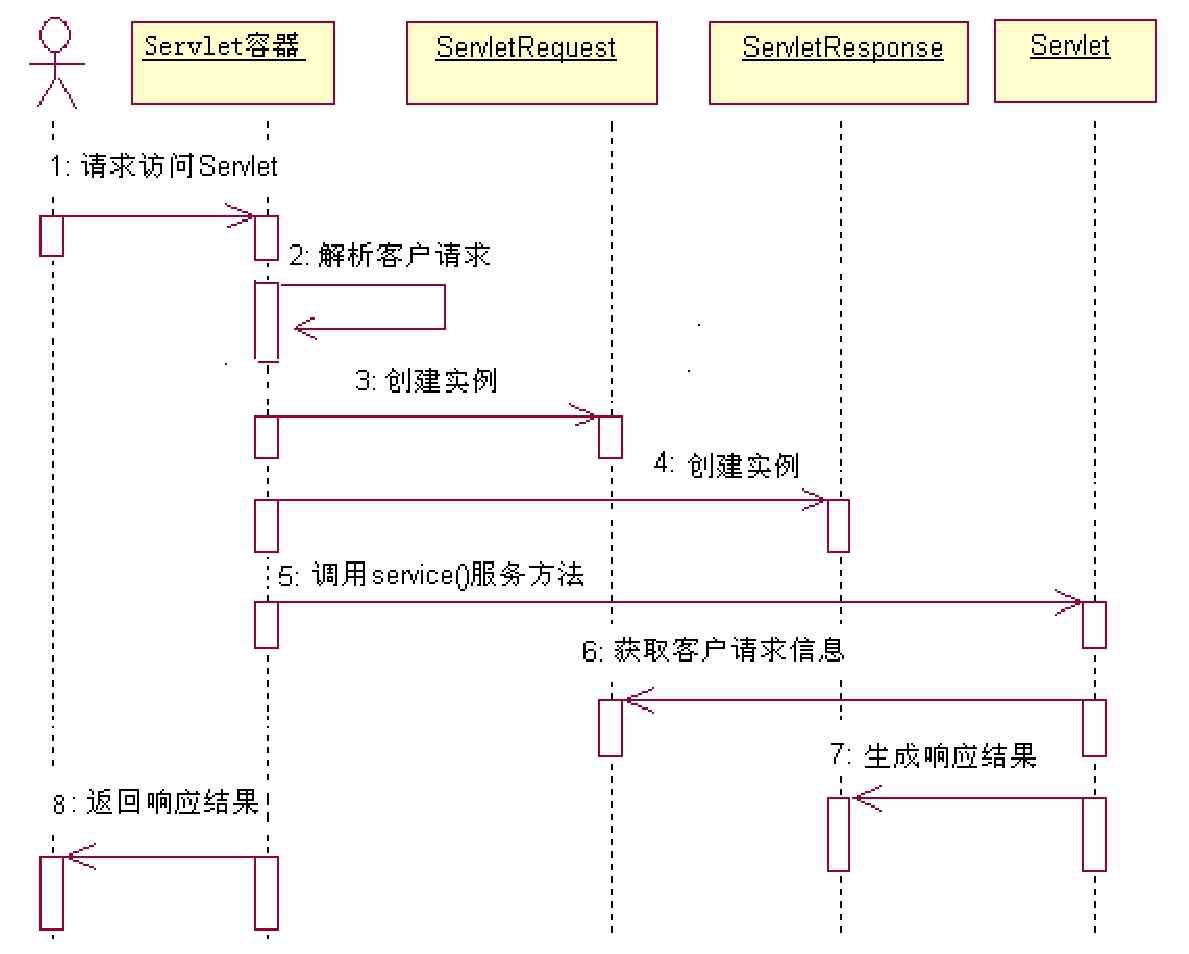 Servlet容器
ServletRequest
ServletResponse
Servlet
1: 请求访问Servlet
2: 解析客户请求
3: 创建实例
4: 创建实例
5: 调用service()服务方法
6: 获取客户请求信息
7: 生成响应结果
8: 返回响应结果